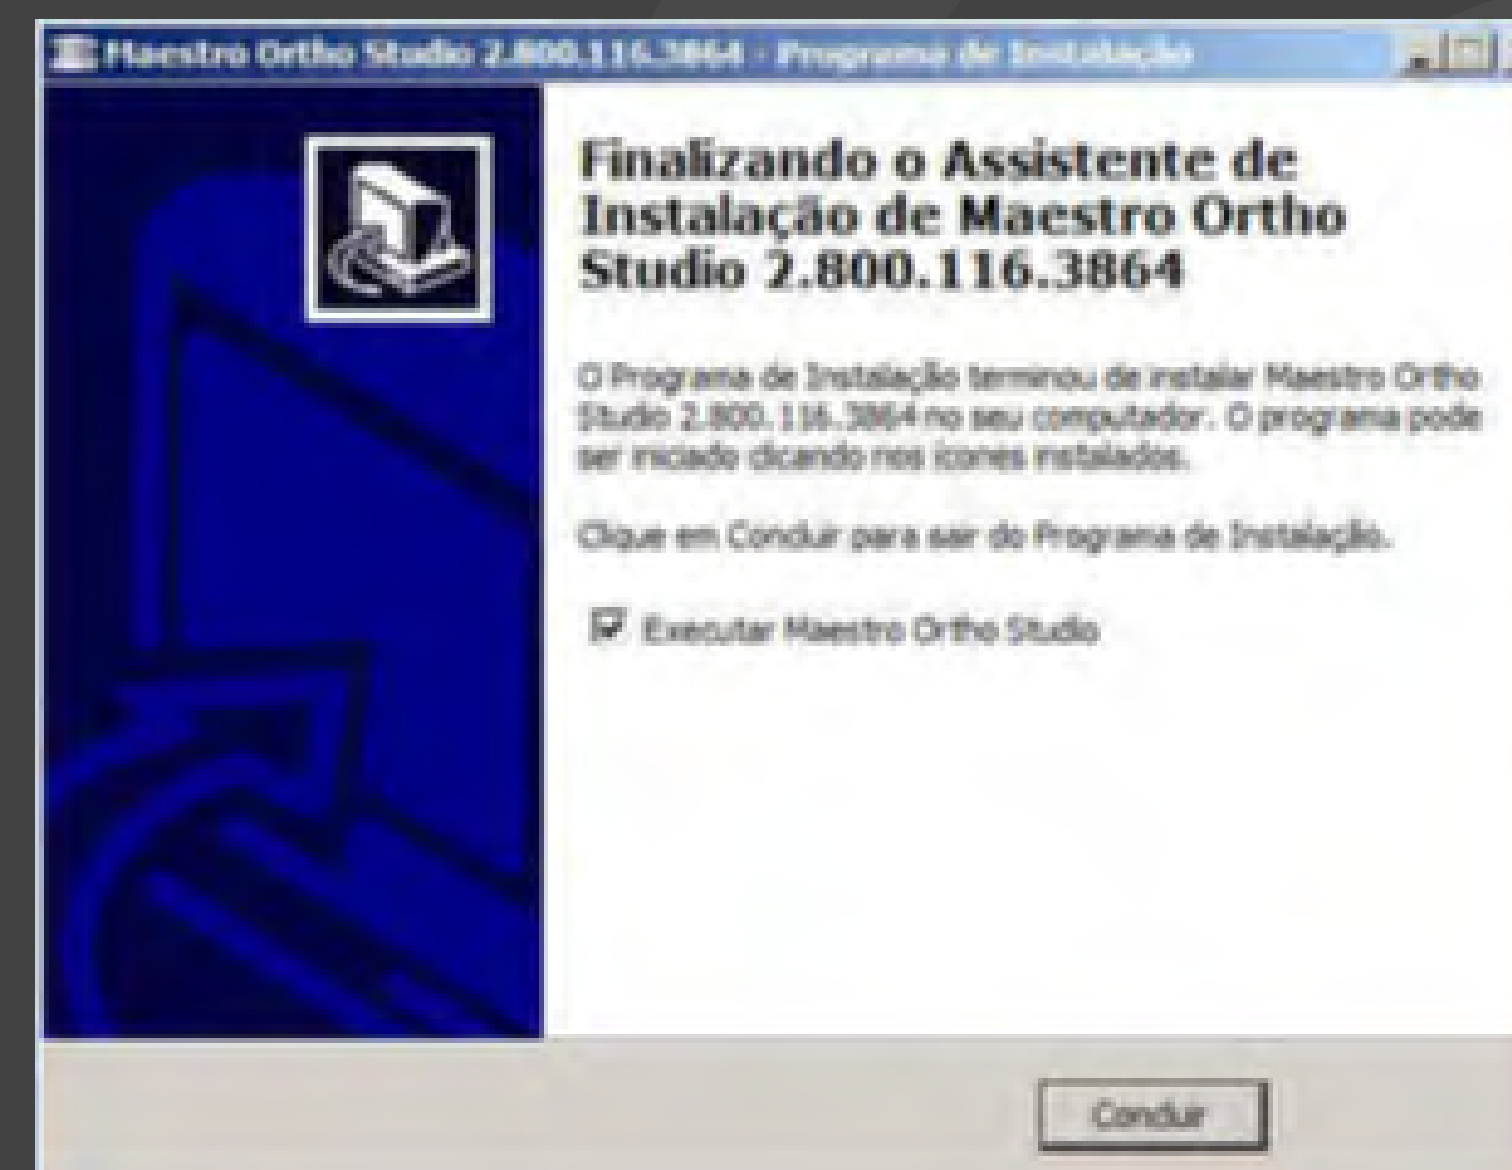 Maestro Ortho Studio 2.800.116.3864 - Programa de Instalação
Finalizando o Assistente de
Instalação de Maestro Ortho
Studio 2.800.116.3864
O Programa de Instalação terminou de instalar Maestro Ortho
Studio 2.800.116.3864 no seu computador. O programa pode
ser iniciado clicando nos ícones instalados.
Clique em Concluir para sair do Programa de Instalação.
Executar Maestro Ortho Studio
Concluir